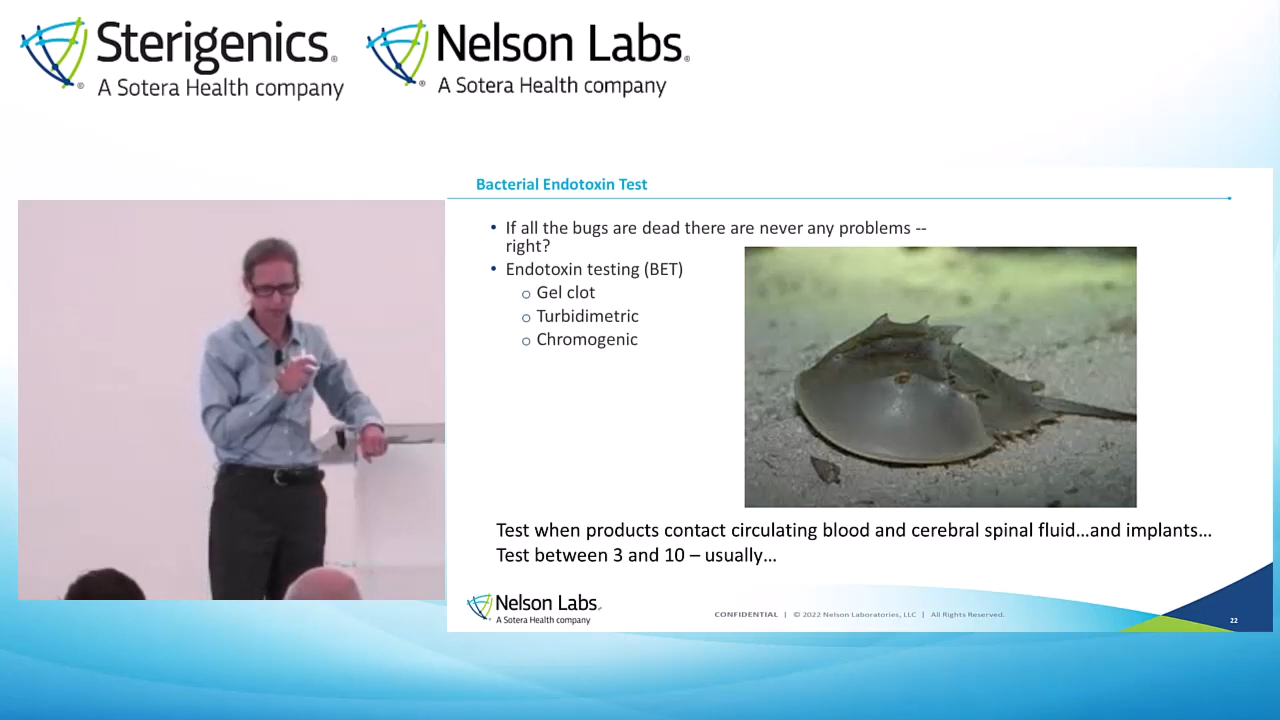 Sterigenics®
A Sotera Health company
Nelson Labs®
A Sotera Health company
Bacterial Endotoxin Test
• If all the bugs are dead there are never any problems --
right?
• Endotoxin testing (BET)
o Gel clot
o Turbidimetric
o Chromogenic
Test when products contact circulating blood and cerebral spinal fluid...and implants...
Test between 3 and 10 – usually...
Nelson Labs®
A Sotera Health company
CONFIDENTIAL | © 2022 Nelson Laboratories, LLC | All Rights Reserved.
22